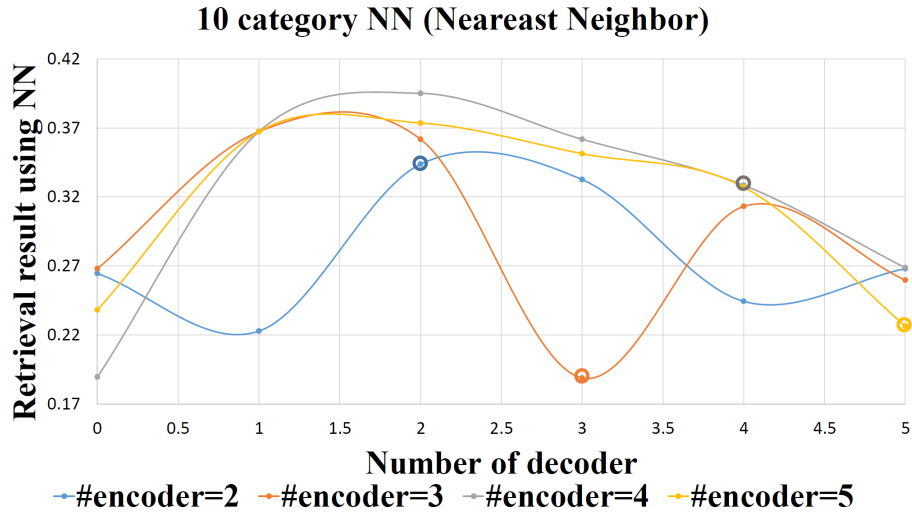 10 category NN (Neareast Neighbor)
Retrieval result using NN
0.42
0.37
0.32
0.27
0.22
0.17
0 0.5 1 1.5 2 2.5 3 3.5 4 4.5 5
Number of decoder
#encoder=2 #encoder=3 #encoder=4 #encoder=5